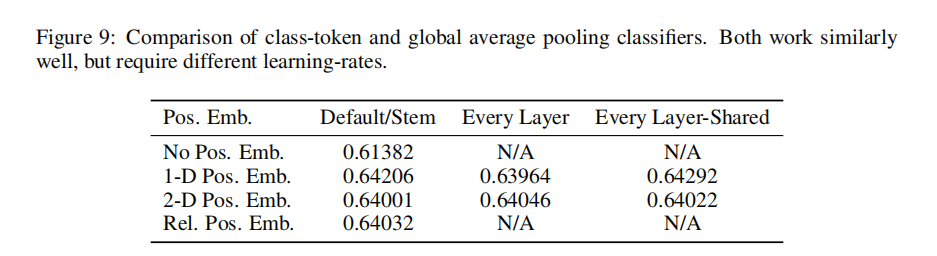 Figure 9: Comparison of class-token and global average pooling classifiers. Both work similarly
well, but require different learning-rates.
Pos. Emb. Default/Stem Every Layer Every Layer-Shared
No Pos. Emb. 0.61382 N/A N/A
1-D Pos. Emb. 0.64206 0.63964 0.64292
2-D Pos. Emb. 0.64001 0.64046 0.64022
Rel. Pos. Emb. 0.64032 N/A N/A